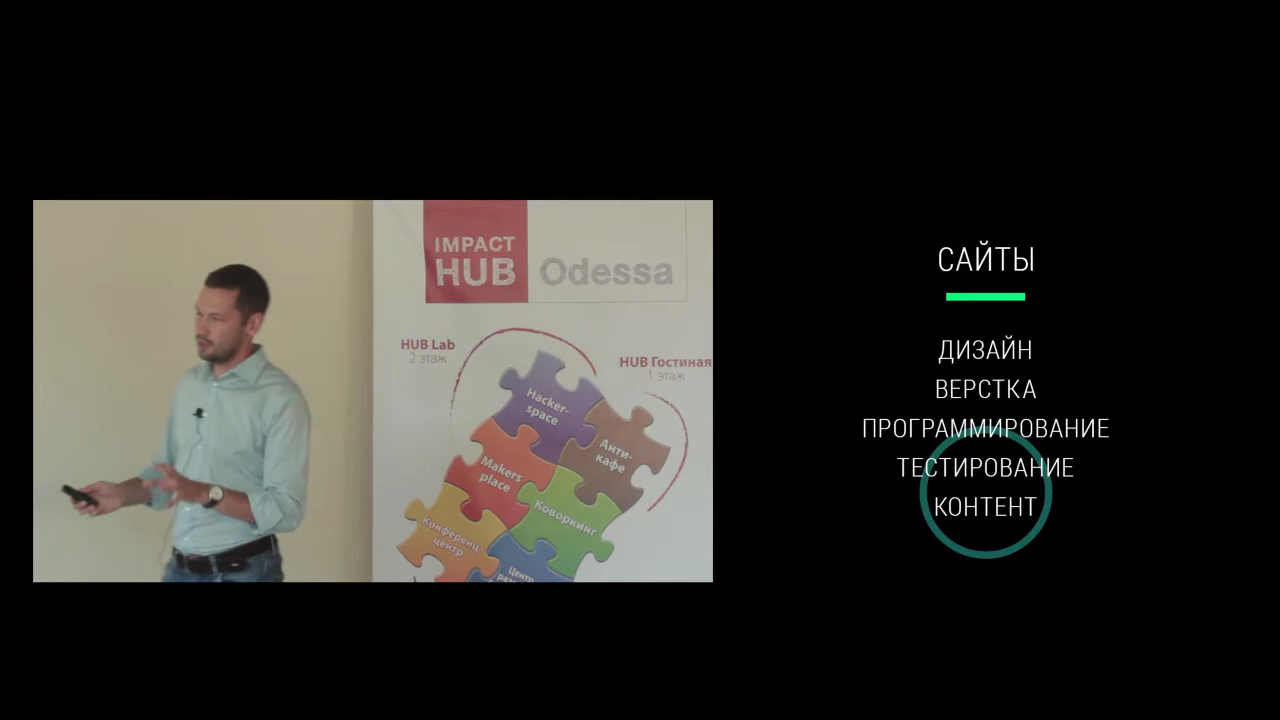 IMPACT
HUB Odessa
HUB Lab
2 этаж
HUB Гостиная
1 этаж
Hacker-
space
Анти-
кафе
Makers
place
Коворкинг
Конференц -
центр
Центр
САЙТЫ
ДИЗАЙН
ВЕРСТКА
ПРОГРАММИРОВАНИЕ
ТЕСТИРОВАНИЕ
КОНТЕНТ